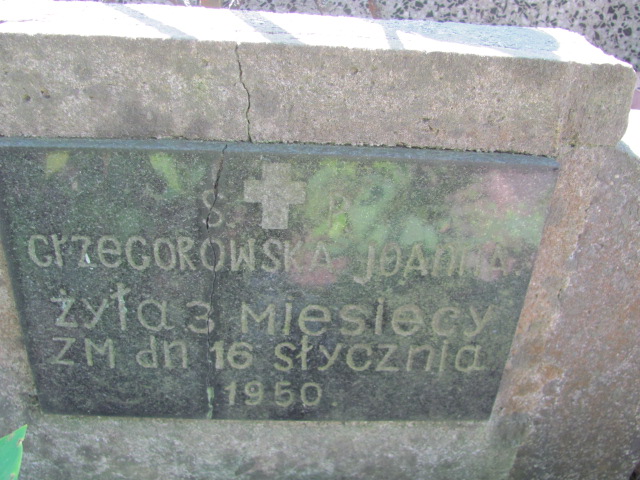 Ś P
GrzEGOROWSKA JOANNA
żyła 3 Miesiecy
ZM dn 16 stycznia
1950